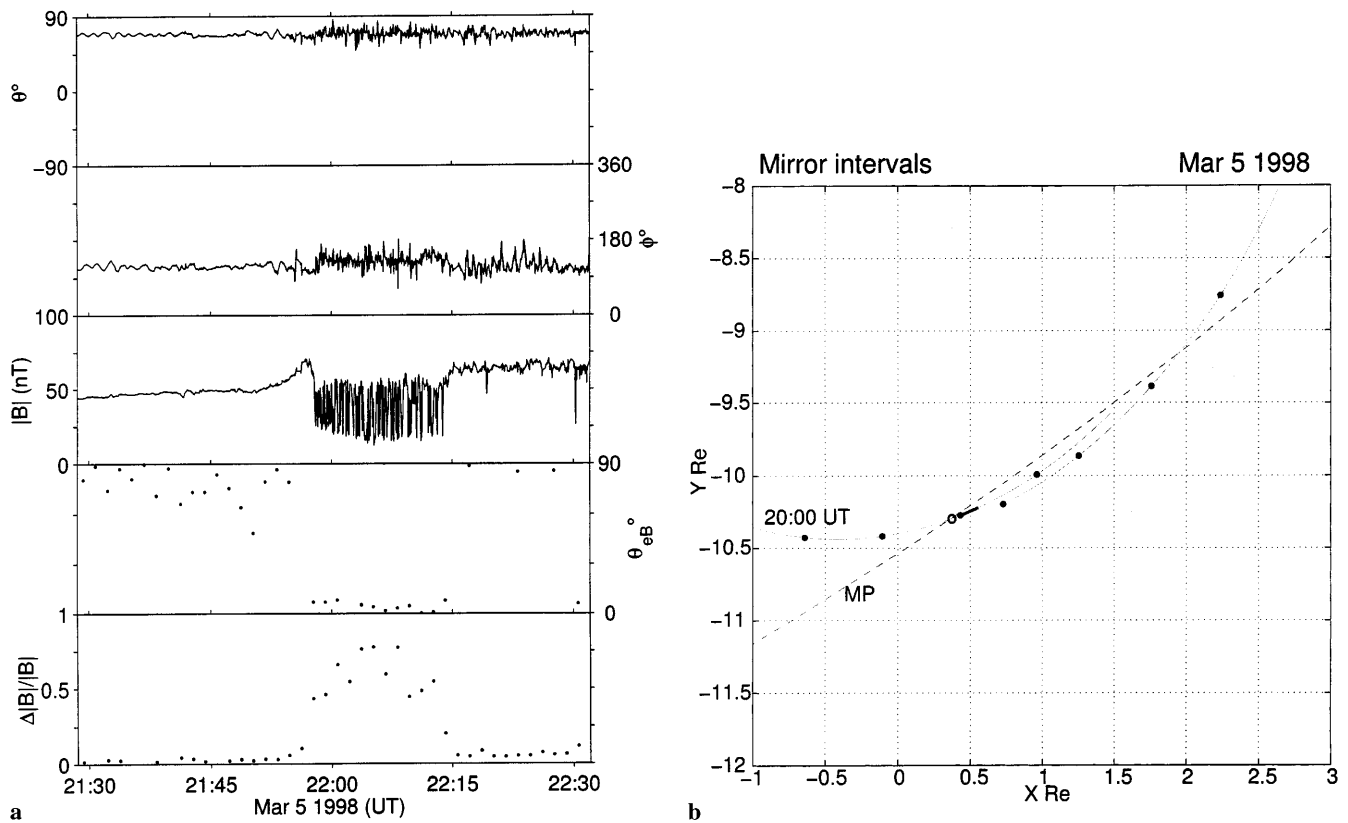 90
0
−90
θ°
360
180
0
φ°
100
50
0
|B| (nT)
90
0
θeB°
1
0.5
0
Δ|B|/|B|
21:30 21:45 22:00 22:15 22:30
Mar 5 1998 (UT)
a
Mirror intervals Mar 5 1998
−8
−8.5
−9
−9.5
−10
−10.5
−11
−11.5
−12
Y Re
20:00 UT
MP
−1 −0.5 0 0.5 1 1.5 2 2.5 3
X Re
b